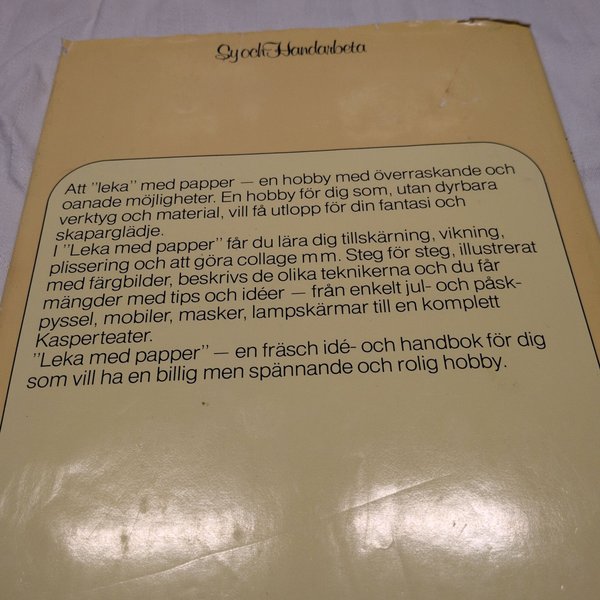 Sy och Handarbeta
Att "leka" med papper — en hobby med överraskande och
oanade möjligheter. En hobby för dig som, utan dyrbara
verktyg och material, vill få utlopp för din fantasi och
skaparglädje.
I "Leka med papper" får du lära dig tillskärning, vikning,
plissering och att göra collage mm. Steg för steg, illustrerat
med färgbilder, beskrivs de olika teknikerna och du får
mängder med tips och idéer — från enkelt jul- och påsk-
pyssel, mobiler, masker, lampskärmar till en komplett
Kasperteater.
"Leka med papper" — en fräsch idé- och handbok för dig
som vill ha en billig men spännande och rolig hobby.